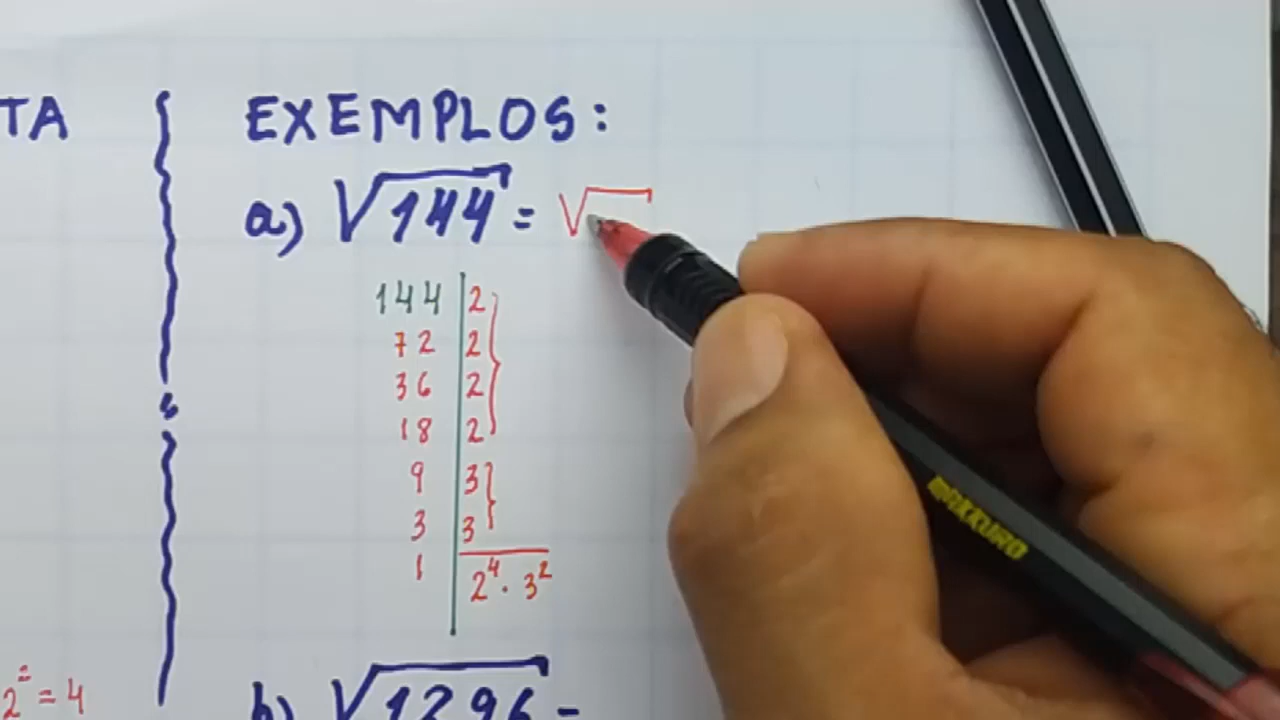 TA
EXEMPLOS:
a) √144 = √
144 | 2
72 | 2
36 | 2
18 | 2
9 | 3
3 | 3
1 | 2⁴ · 3²
b) √1296 =
2² = 4